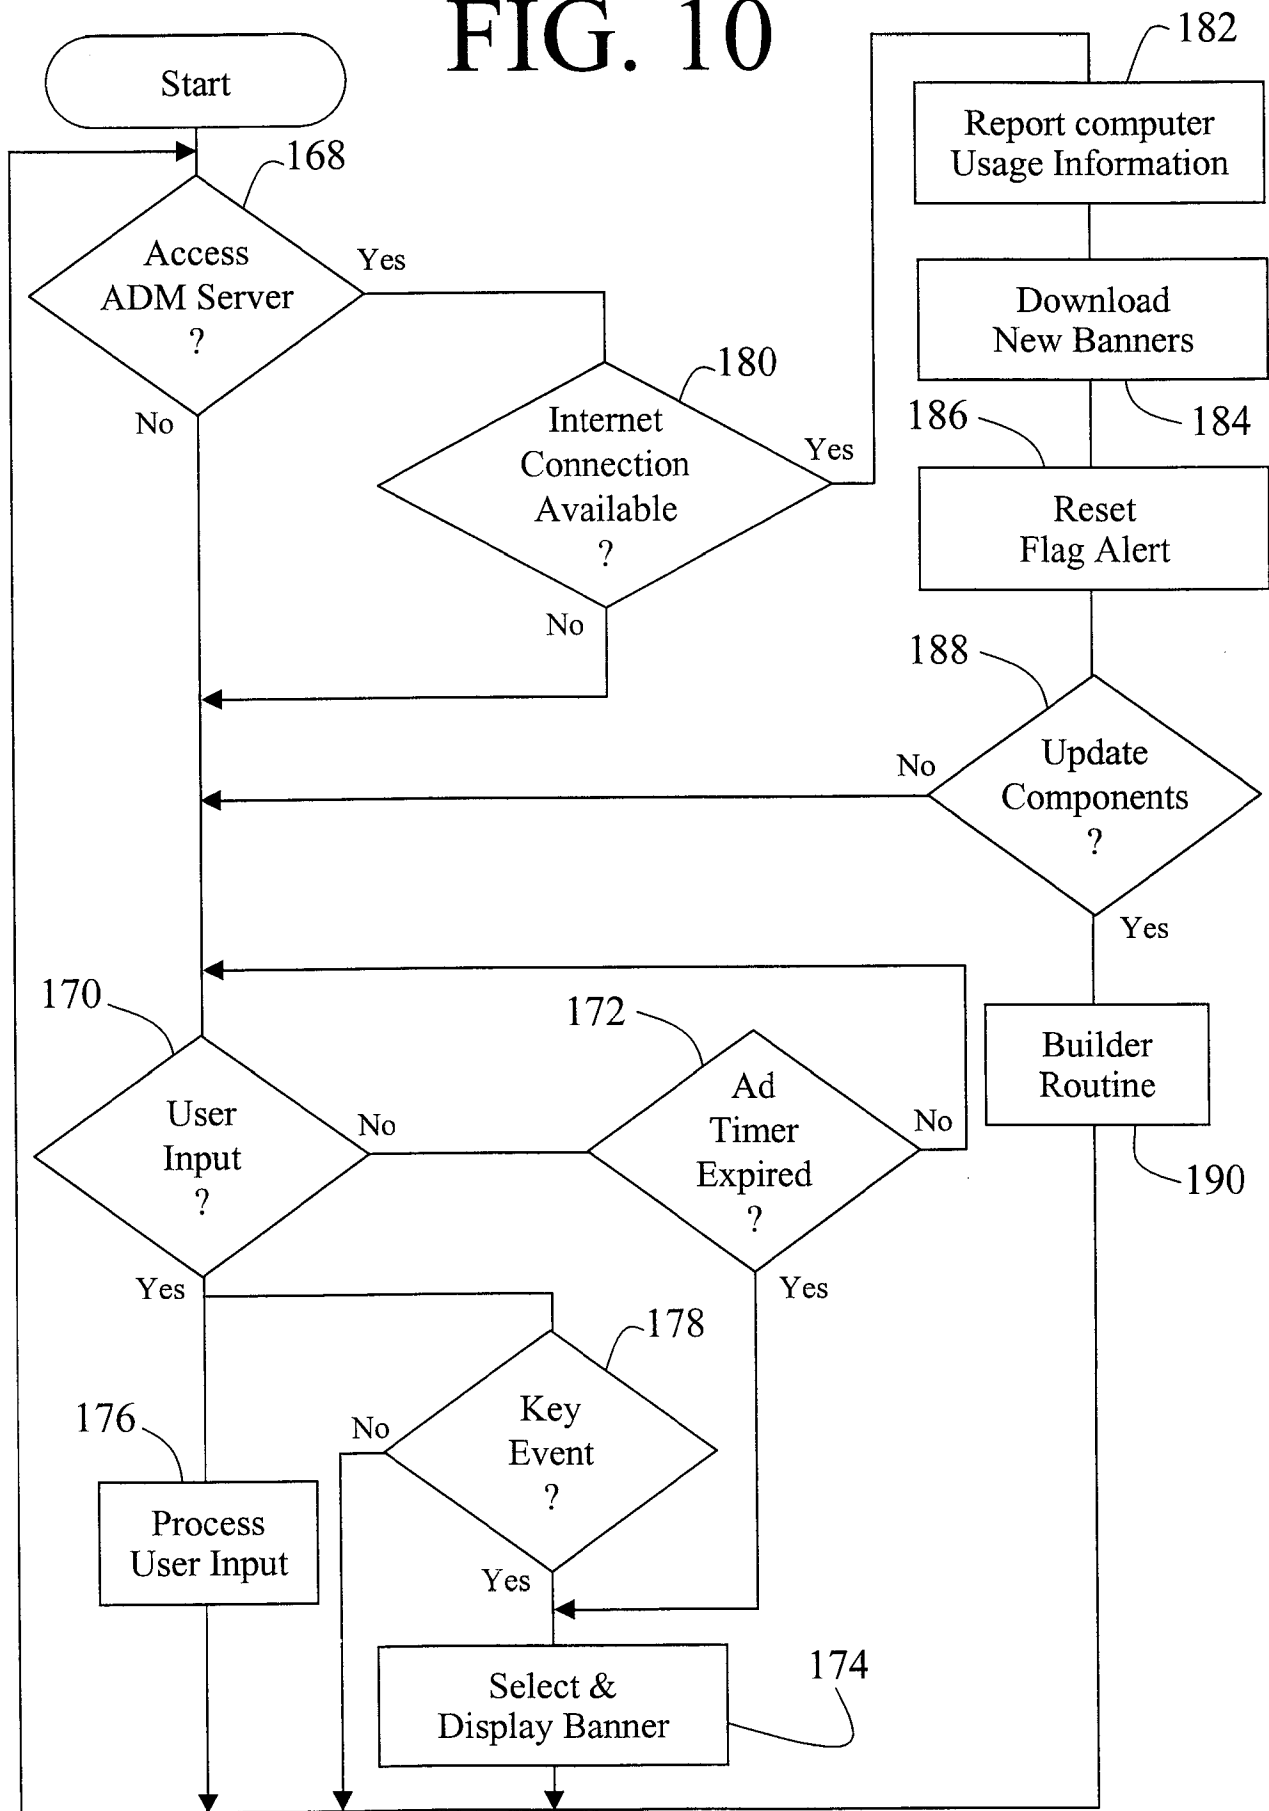 FIG. 10
Start
168
182
Report computer
Usage Information
Access
ADM Server
?
Yes
No
Download
New Banners
184
180
Internet
Connection
Available
?
Yes
No
186
Reset
Flag Alert
188
Update
Components
?
No
Yes
170
User
Input
?
No
Yes
172
Ad
Timer
Expired
?
No
Yes
Builder
Routine
190
178
Key
Event
?
No
Yes
176
Process
User Input
Select &
Display Banner
174